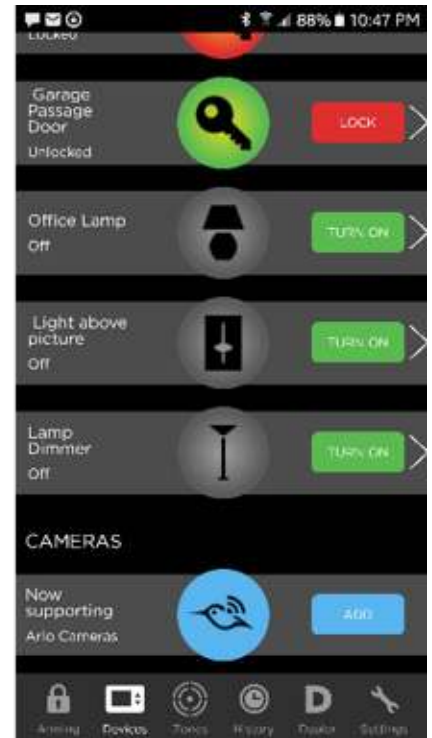 88% 10:47 PM
Locked
Garage
Passage
Door
Unlocked
LOCK
Office Lamp
Off
TURN ON
Light above
picture
Off
TURN ON
Lamp
Dimmer
Off
TURN ON
CAMERAS
Now
supporting
Arlo Cameras
ADD
Arming Devices Zones History Dealer Settings